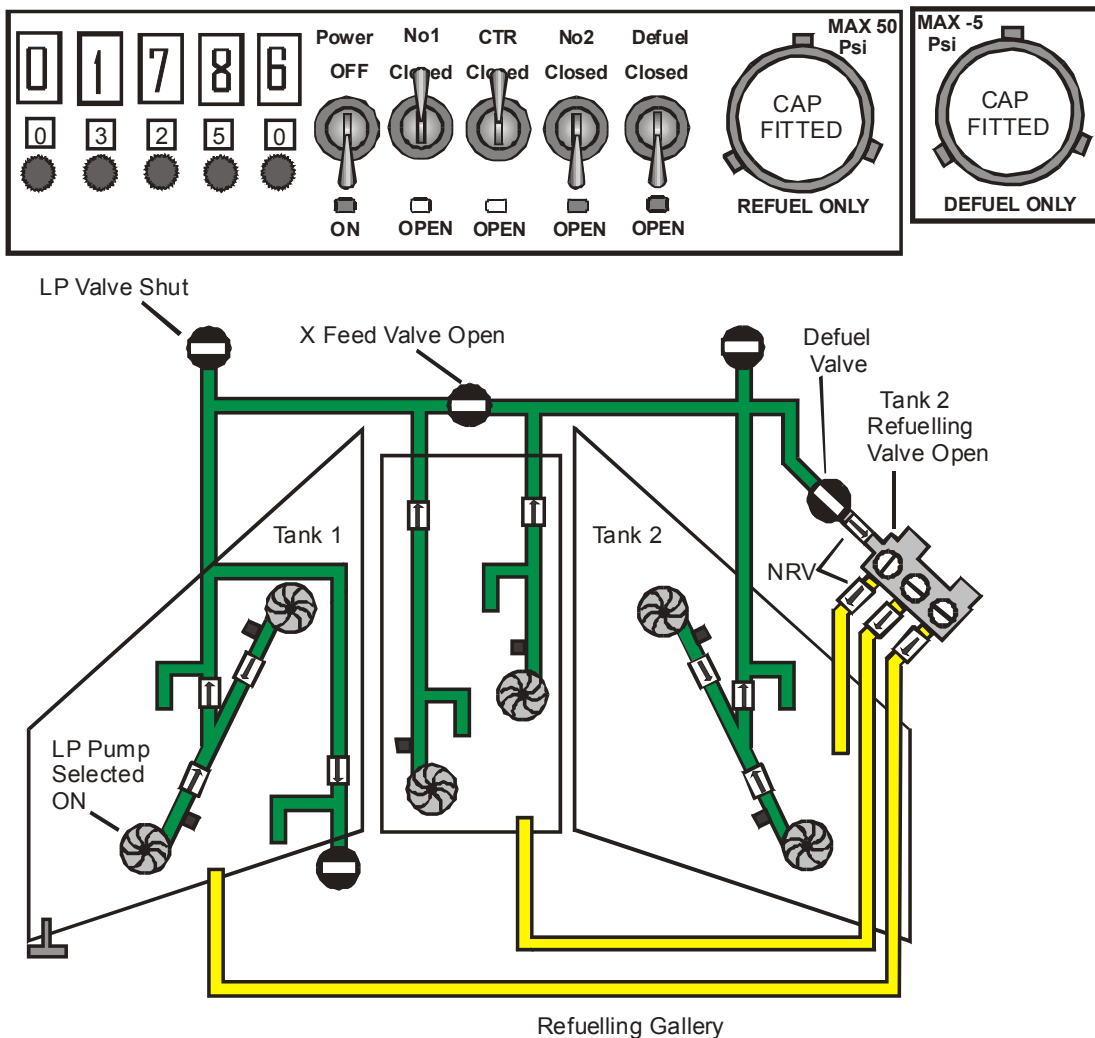 Power No1 CTR No2 Defuel
OFF Closed Closed Closed Closed
0 1 7 8 6
0 3 2 5 0
ON OPEN OPEN OPEN OPEN
MAX 50
Psi
CAP
FITTED
REFUEL ONLY
MAX -5
Psi
CAP
FITTED
DEFUEL ONLY
LP Valve Shut
X Feed Valve Open
Defuel
Valve
Tank 2
Refuelling
Valve Open
Tank 1
Tank 2
NRV
LP Pump
Selected
ON
Refuelling Gallery